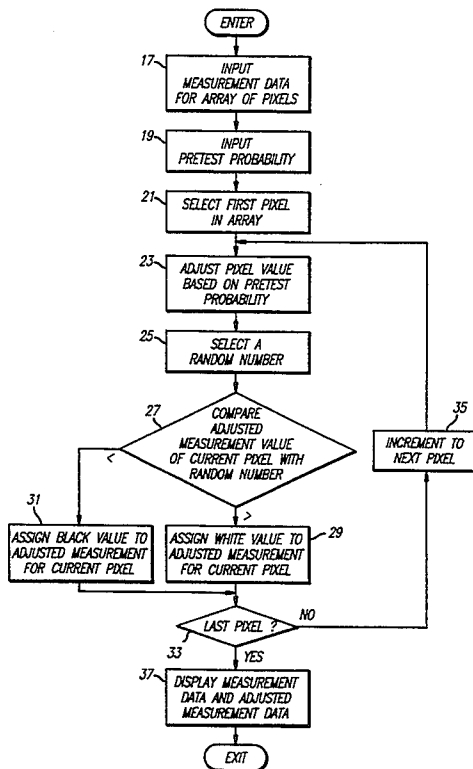 ENTER
17
INPUT
MEASUREMENT DATA
FOR ARRAY OF PIXELS
19
INPUT
PRETEST PROBABILITY
21
SELECT FIRST PIXEL
IN ARRAY
23
ADJUST PIXEL VALUE
BASED ON PRETEST
PROBABILITY
25
SELECT A
RANDOM NUMBER
27
COMPARE
ADJUSTED
MEASUREMENT VALUE
OF CURRENT PIXEL WITH
RANDOM NUMBER
<
>
35
INCREMENT TO
NEXT PIXEL
31
ASSIGN BLACK VALUE TO
ADJUSTED MEASUREMENT
FOR CURRENT PIXEL
29
ASSIGN WHITE VALUE TO
ADJUSTED MEASUREMENT
FOR CURRENT PIXEL
LAST PIXEL ?
NO
33
YES
37
DISPLAY MEASUREMENT
DATA AND ADJUSTED
MEASUREMENT DATA
EXIT